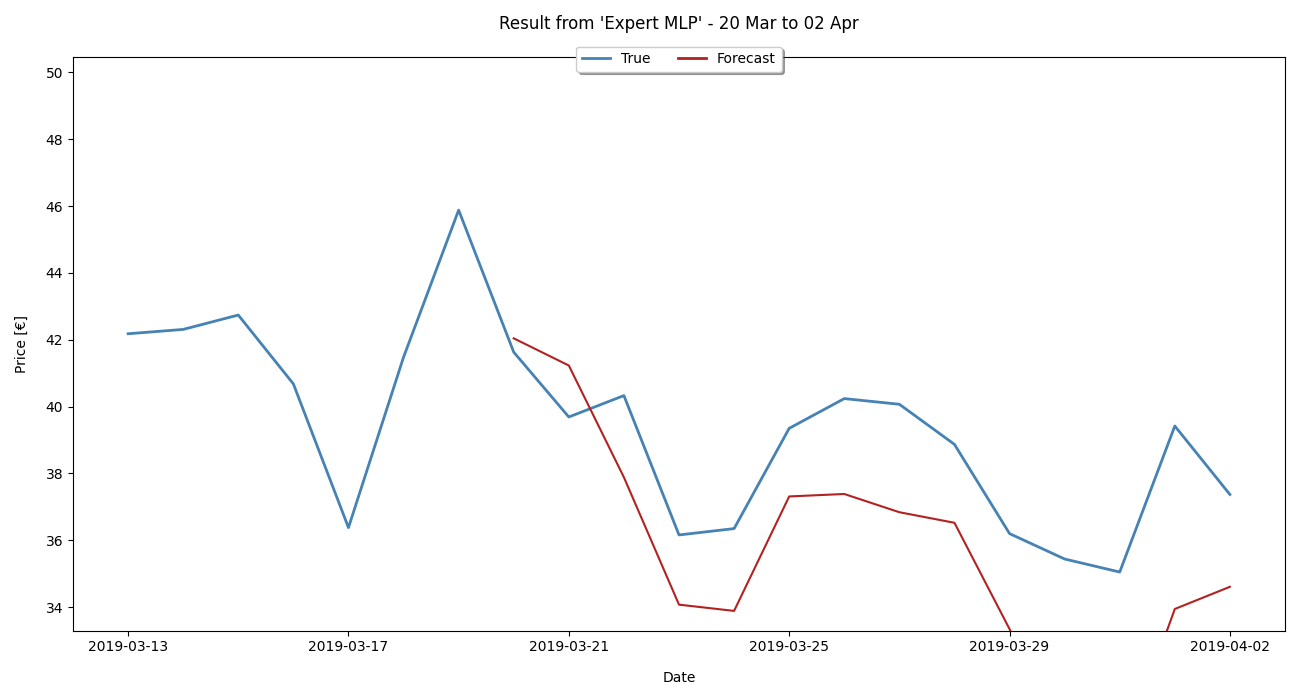 Result from 'Expert MLP' - 20 Mar to 02 Apr
True Forecast
50
48
46
44
42
40
38
36
34
Price [€]
2019-03-13 2019-03-17 2019-03-21 2019-03-25 2019-03-29 2019-04-02
Date